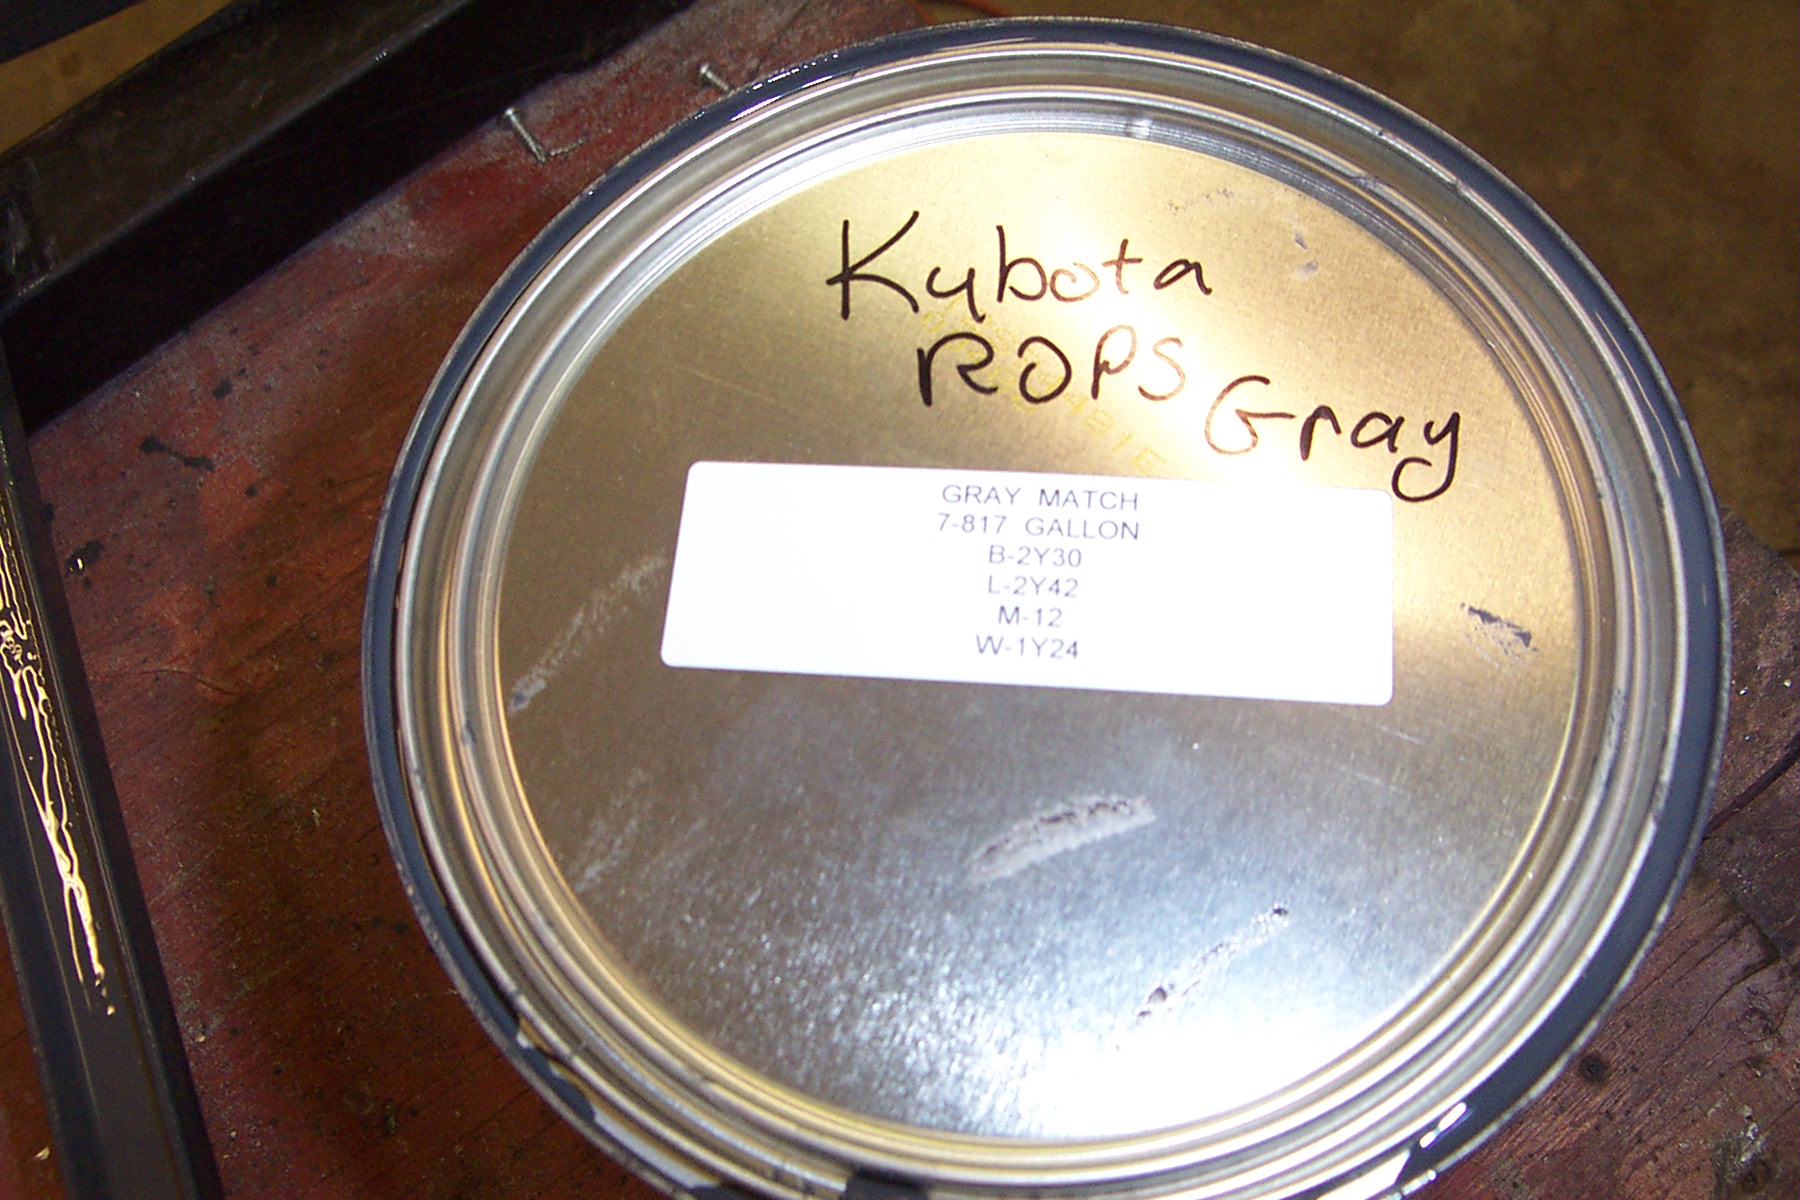 Kubota
ROPS Gray
GRAY MATCH
7-817 GALLON
B-2Y30
L-2Y42
M-12
W-1Y24